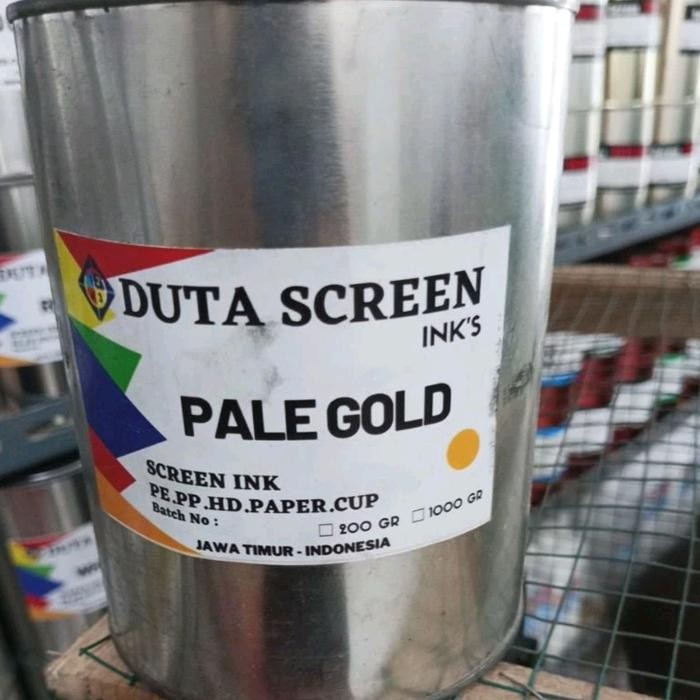 DUTA SCREEN
INK'S
PALE GOLD
SCREEN INK
PE.PP.HD.PAPER.CUP
Batch No :
200 GR 1000 GR
JAWA TIMUR - INDONESIA